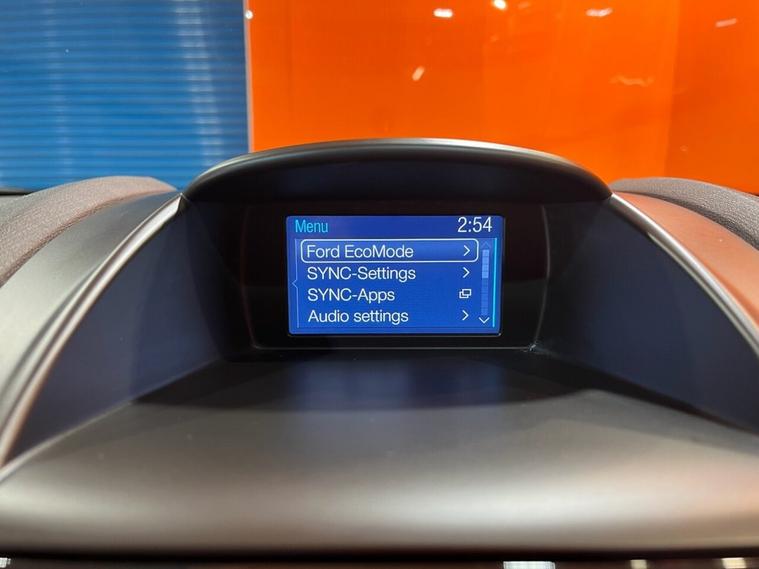 Menu 2:54
Ford EcoMode
SYNC-Settings
SYNC-Apps
Audio settings